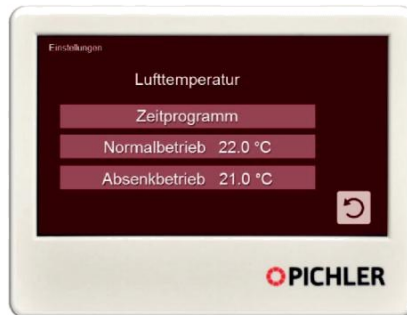 Einstellungen
Lufttemperatur
Zeitprogramm
Normalbetrieb 22.0 °C
Absenkbetrieb 21.0 °C
PICHLER